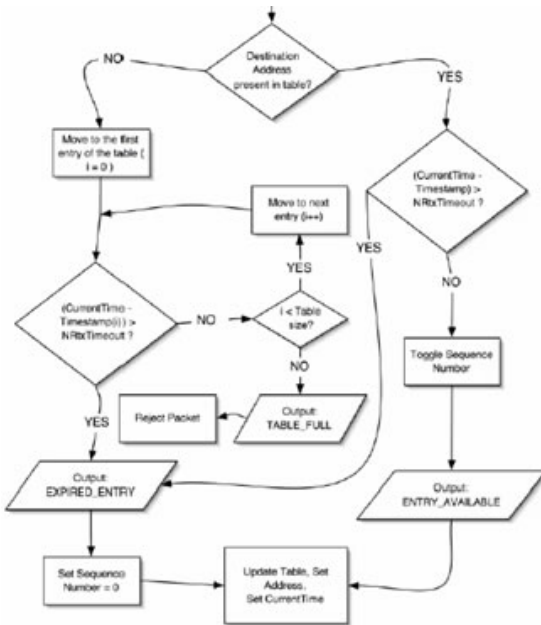 Destination
Address
present in table?
NO
YES
Move to the first
entry of the table (
i = 0 )
(CurrentTime -
Timestamp) >
NRtxTimeout ?
Move to next
entry (i++)
YES
YES
(CurrentTime -
Timestamp(i) ) >
NRtxTimeout ?
NO
i < Table
size?
NO
NO
Toggle Sequence
Number
YES
Reject Packet
Output:
TABLE_FULL
Output:
EXPIRED_ENTRY
Output:
ENTRY_AVAILABLE
Set Sequence
Number = 0
Update Table, Set
Address,
Set CurrentTime